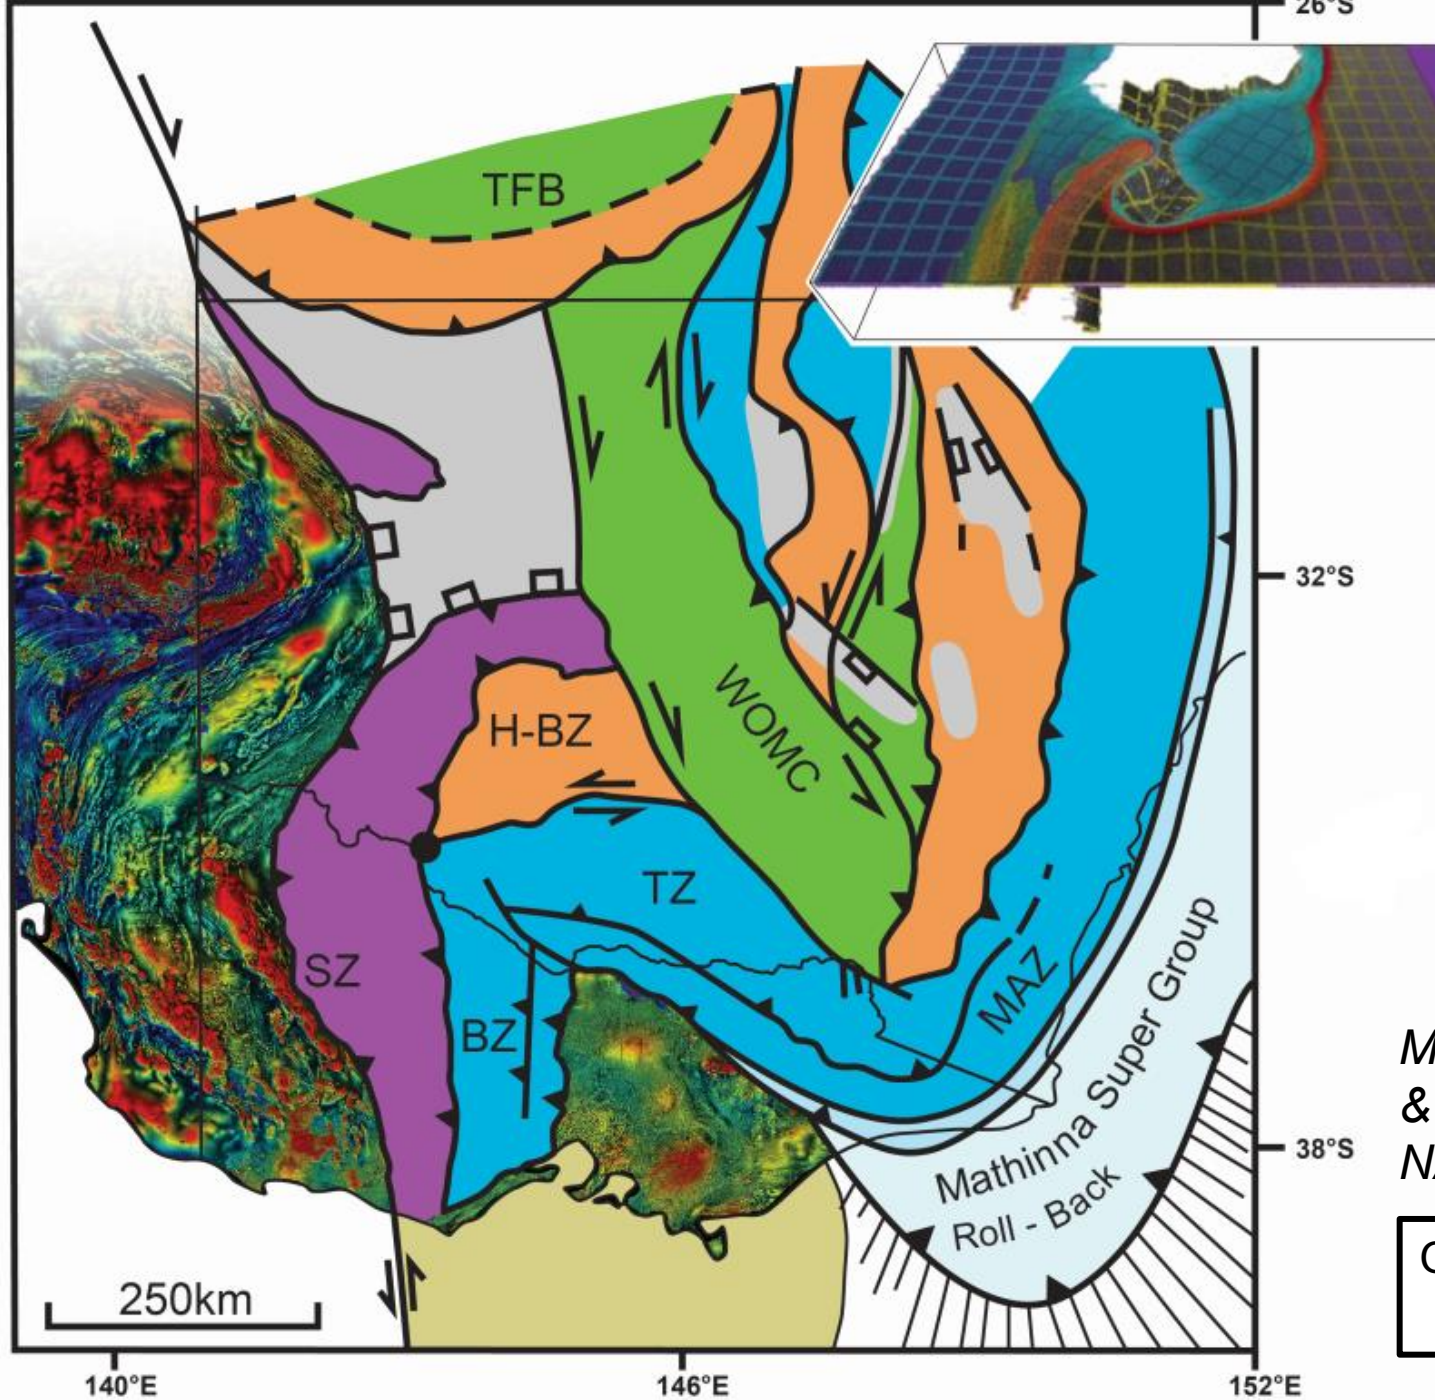 26°S
TFB
32°S
WOMC
H-BZ
TZ
SZ
BZ
MAZ
Mathinna Super Group
Roll - Back
38°S
&
250km
140°E
146°E
152°E